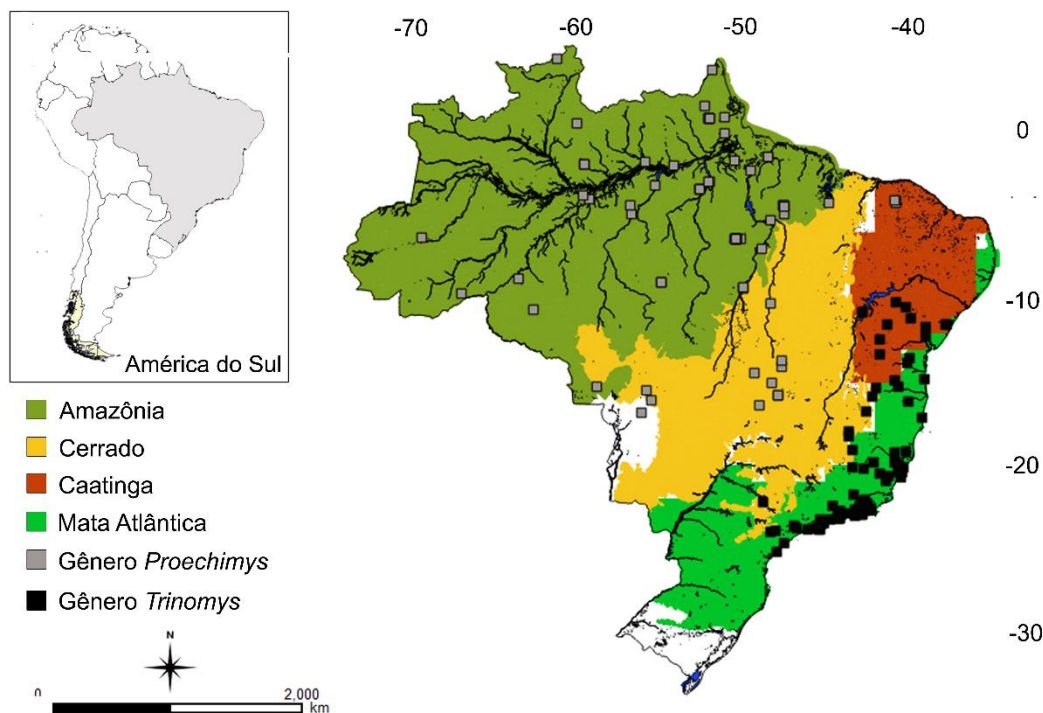 -70 -60 -50 -40
0
-10
-20
-30
América do Sul
Amazônia
Cerrado
Caatinga
Mata Atlântica
Gênero Proechimys
Gênero Trinomys
N
0 2,000
km